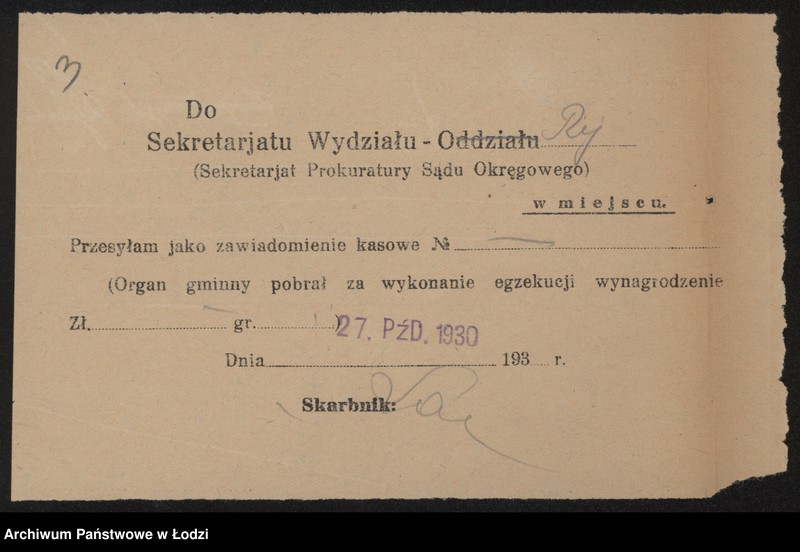 3
Do
Sekretarjatu Wydziału - Oddziału Rej
(Sekretarjat Prokuratury Sądu Okręgowego)
w miejscu.
Przesyłam jako zawiadomienie kasowe № —
(Organ gminny pobrał za wykonanie egzekucji wynagrodzenie
Zł. — gr. )
27. PŹD. 1930
Dnia 193 r.
Skarbnik:
Archiwum Państwowe w Łodzi